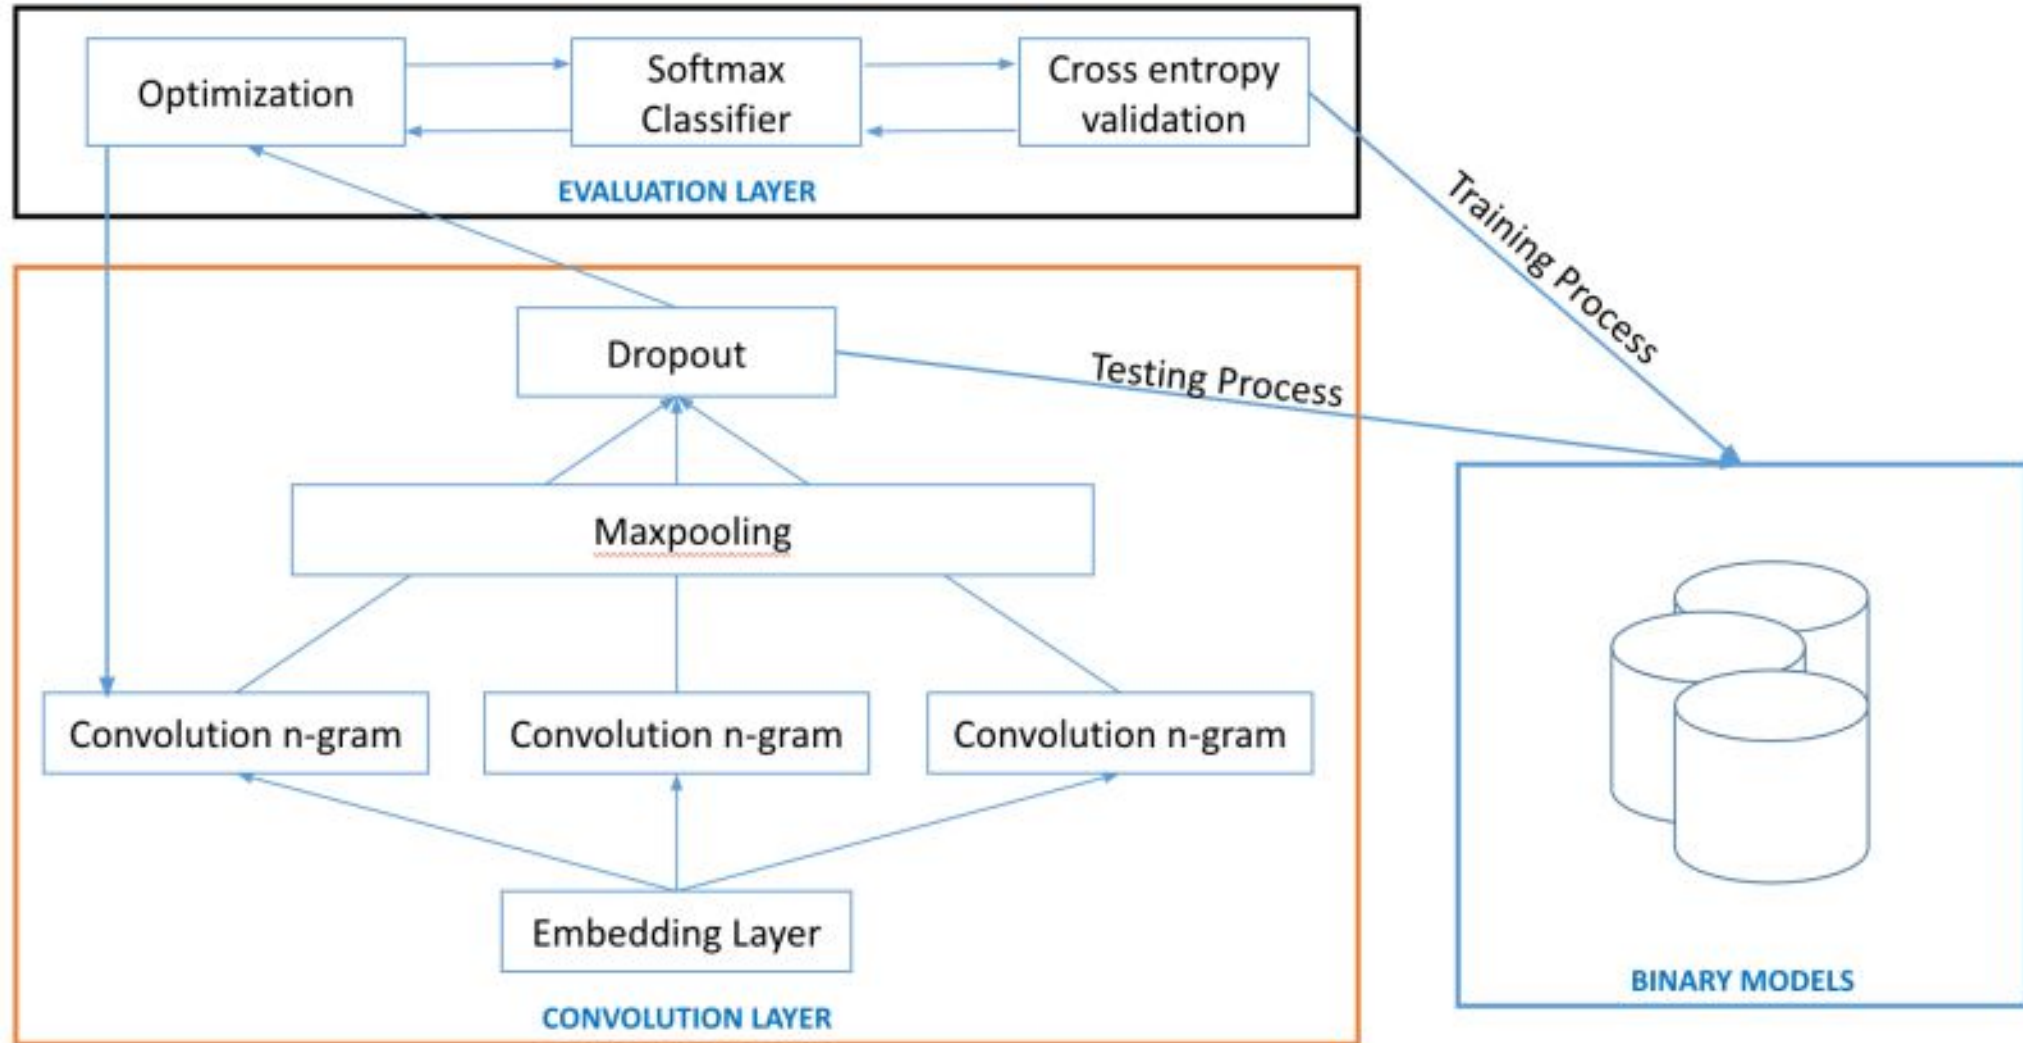 Optimization
Softmax
Classifier
Cross entropy
validation
EVALUATION LAYER
Training Process
Dropout
Testing Process
Maxpooling
Convolution n-gram
Convolution n-gram
Convolution n-gram
Embedding Layer
CONVOLUTION LAYER
BINARY MODELS